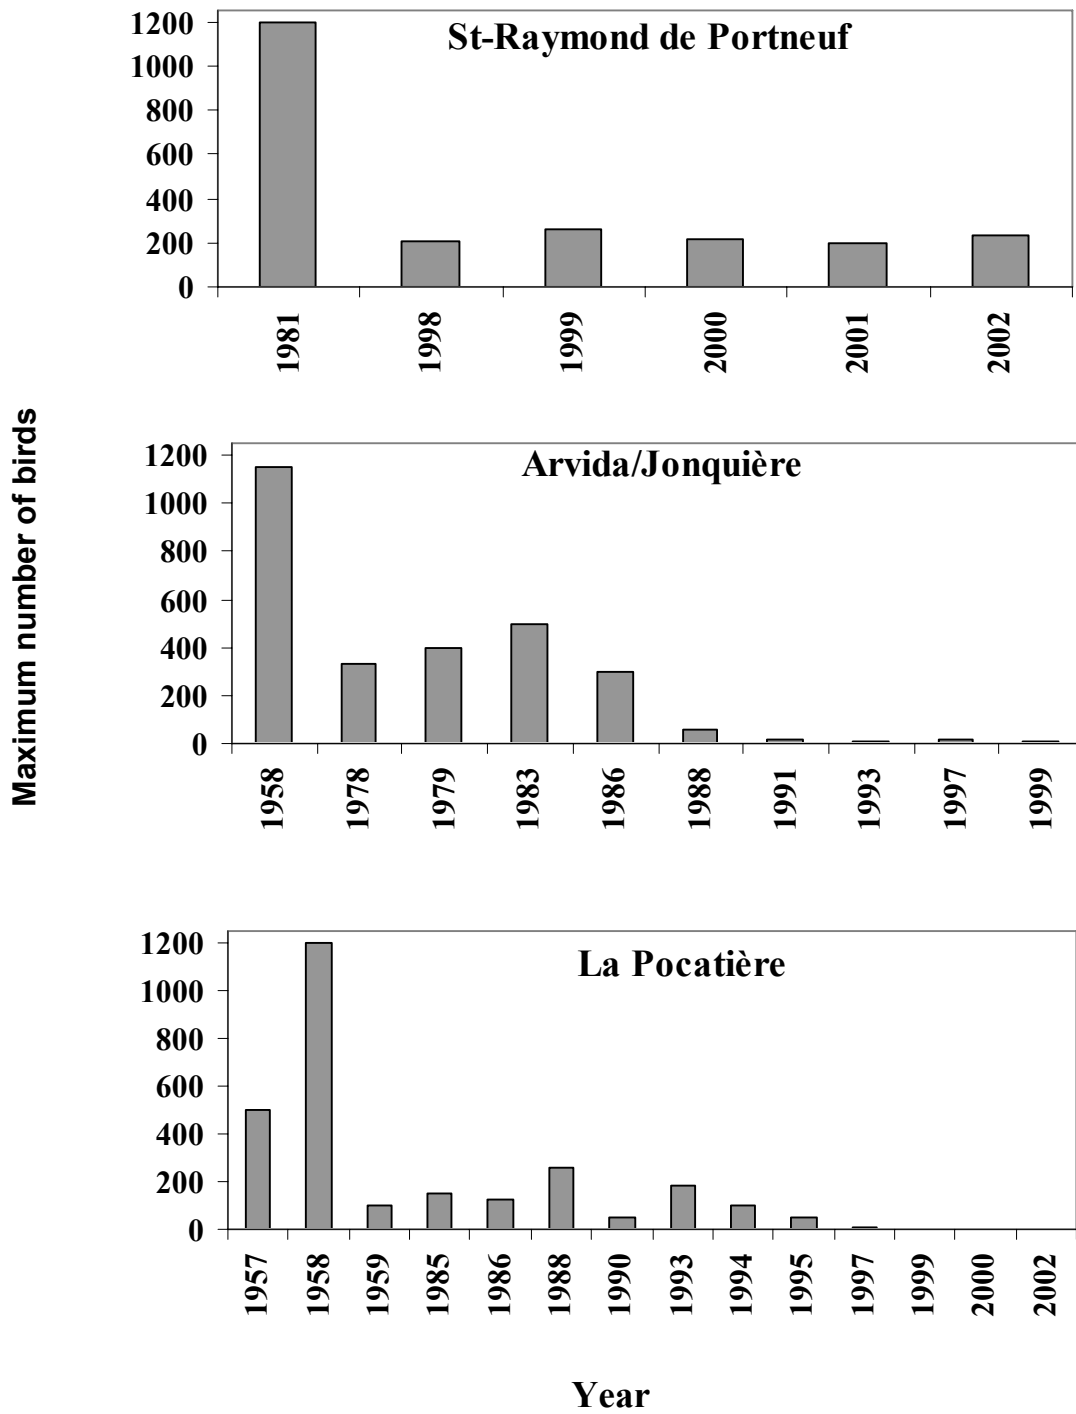 St-Raymond de Portneuf
1200
1000
800
600
400
200
0
1981 1998 1999 2000 2001 2002
Maximum number of birds
Arvida/Jonquière
1200
1000
800
600
400
200
0
1958 1978 1979 1983 1986 1988 1991 1993 1997 1999
La Pocatière
1200
1000
800
600
400
200
0
1957 1958 1959 1985 1986 1988 1990 1993 1994 1995 1997 1999 2000 2002
Year